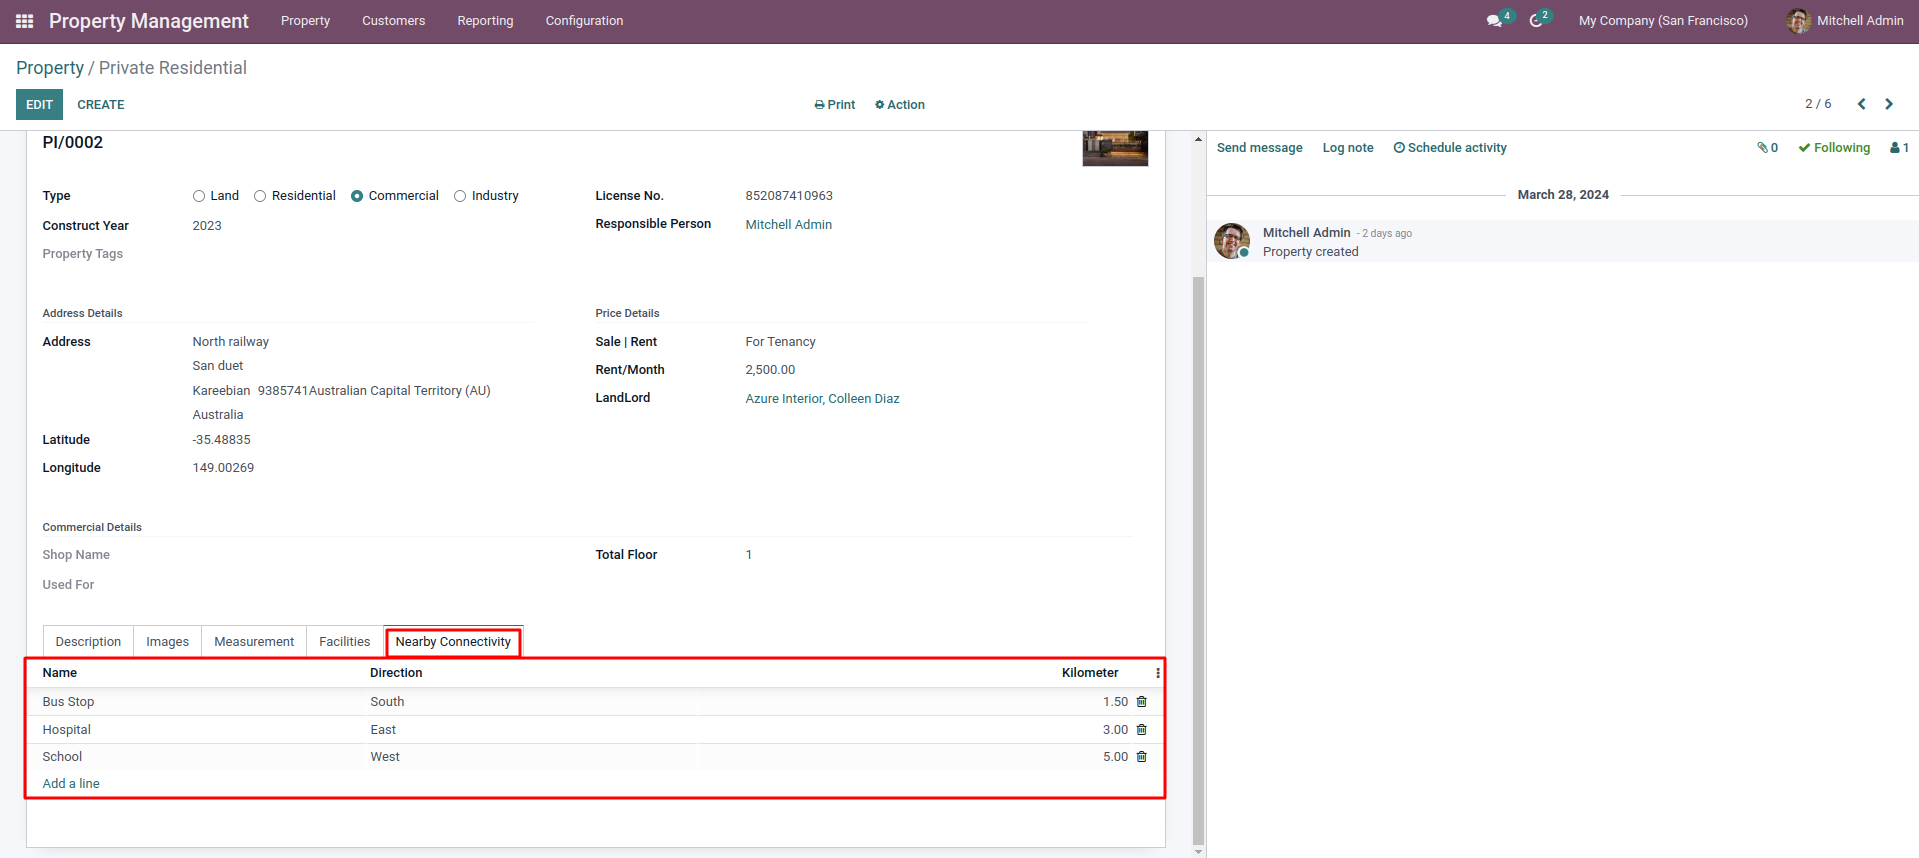 Property Management Property Customers Reporting Configuration 4 2 My Company (San Francisco) Mitchell Admin
Property / Private Residential
EDIT CREATE Print Action 2 / 6
PI/0002
Type Land Residential Commercial Industry License No. 852087410963
Construct Year 2023 Responsible Person Mitchell Admin
Property Tags
Address Details Price Details
Address North railway Sale | Rent For Tenancy
San duet
Kareebian 9385741Australian Capital Territory (AU) Rent/Month 2,500.00
Australia LandLord Azure Interior, Colleen Diaz
Latitude -35.48835
Longitude 149.00269
Commercial Details
Shop Name Total Floor 1
Used For
Description Images Measurement Facilities Nearby Connectivity
Name Direction Kilometer
Bus Stop South 1.50
Hospital East 3.00
School West 5.00
Add a line
Send message Log note Schedule activity 0 Following 1
March 28, 2024
Mitchell Admin - 2 days ago
Property created